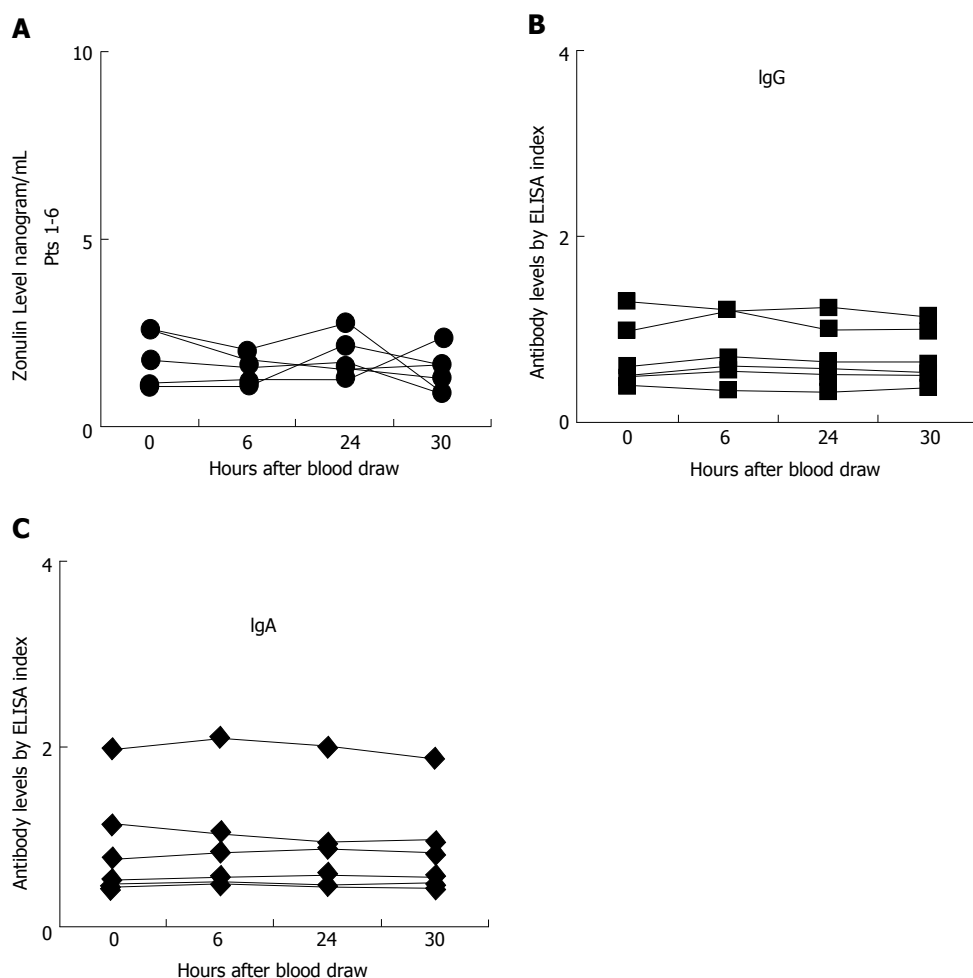 A
Zonulin Level nanogram/mL
Pts 1-6
10
5
0
0 6 24 30
Hours after blood draw
B
IgG
Antibody levels by ELISA index
4
2
0
0 6 24 30
Hours after blood draw
C
IgA
Antibody levels by ELISA index
4
2
0
0 6 24 30
Hours after blood draw